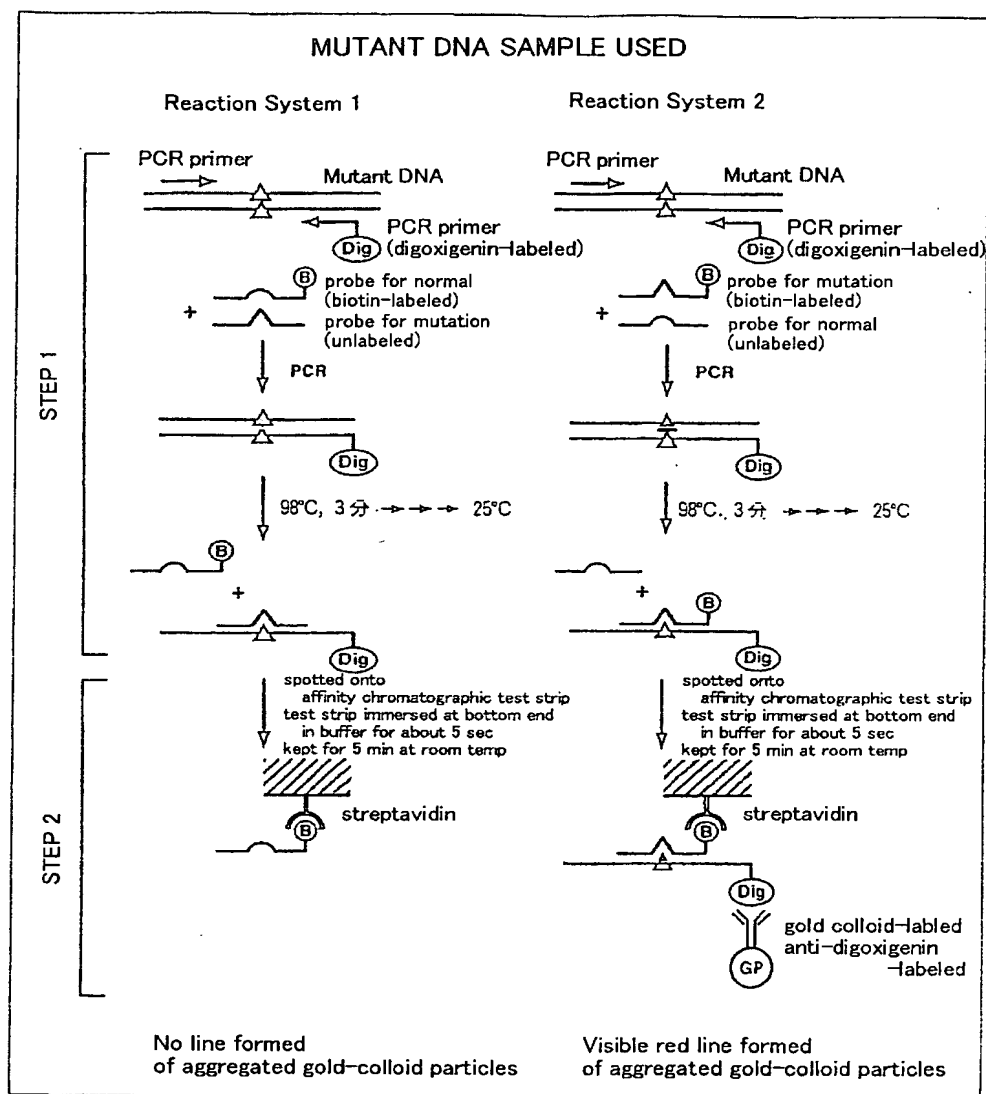 MUTANT DNA SAMPLE USED
Reaction System 1
PCR primer
Mutant DNA
PCR primer
(digoxigenin-labeled)
Dig
B
probe for normal
(biotin-labeled)
+
probe for mutation
(unlabeled)
PCR
Dig
98°C, 3分
25°C
B
+
Dig
spotted onto
affinity chromatographic test strip
test strip immersed at bottom end
in buffer for about 5 sec
kept for 5 min at room temp
streptavidin
B
No line formed
of aggregated gold-colloid particles
Reaction System 2
PCR primer
Mutant DNA
PCR primer
(digoxigenin-labeled)
Dig
B
probe for mutation
(biotin-labeled)
+
probe for normal
(unlabeled)
PCR
Dig
98°C. 3分
25°C
+
B
Dig
spotted onto
affinity chromatographic test strip
test strip immersed at bottom end
in buffer for about 5 sec
kept for 5 min at room temp
streptavidin
B
Dig
gold colloid-labled
anti-digoxigenin
-labeled
GP
Visible red line formed
of aggregated gold-colloid particles
STEP 1
STEP 2